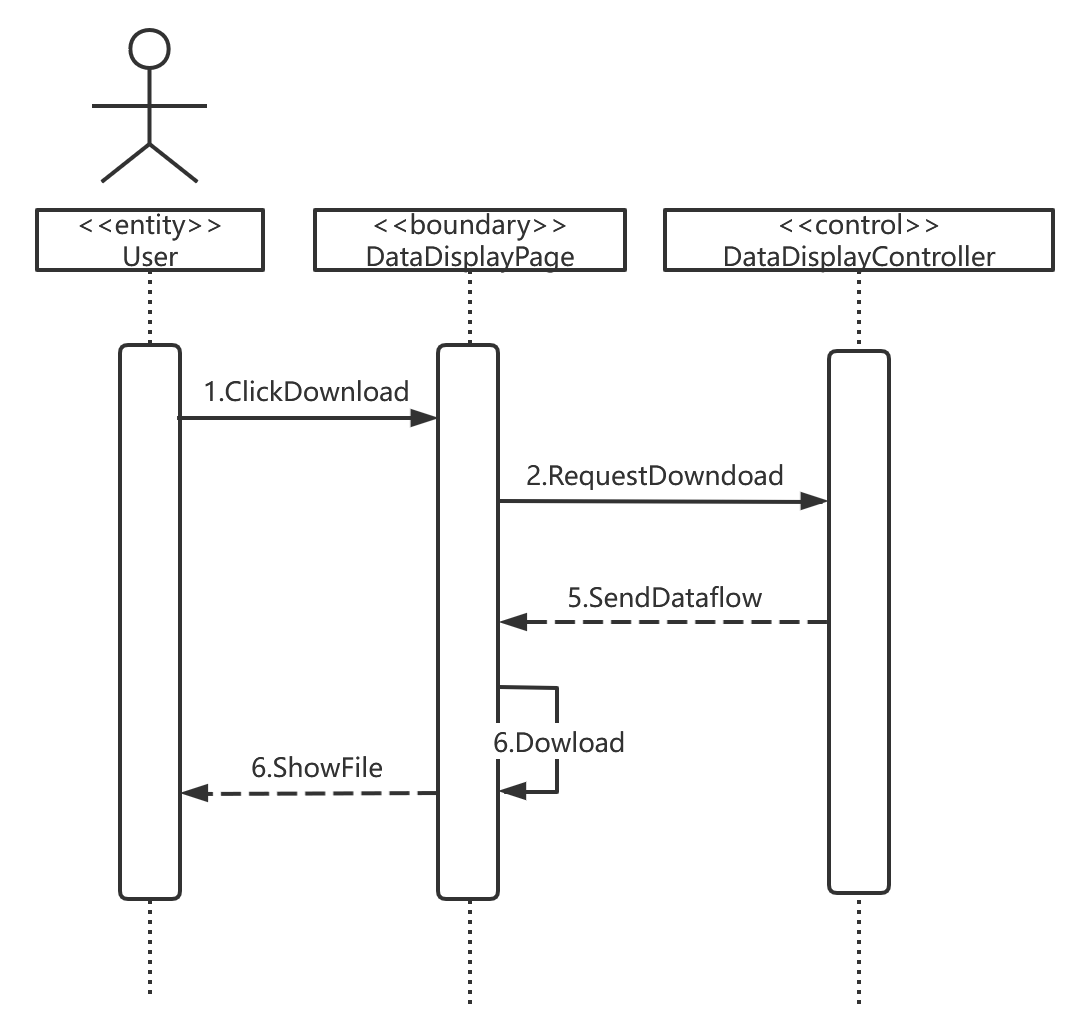 <<entity>>
User
<<boundary>>
DataDisplayPage
<<control>>
DataDisplayController
1.ClickDownload
2.RequestDowndoad
5.SendDataflow
6.Dowload
6.ShowFile